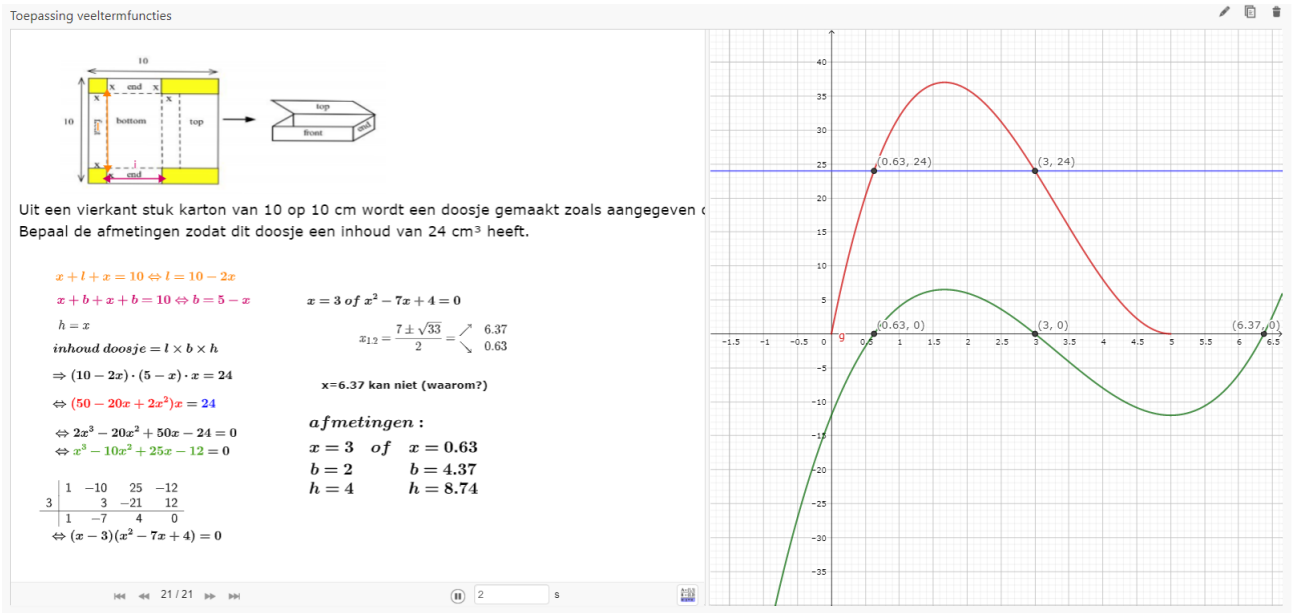 Toepassing veeltermfuncties
10
x end x
x x
10 bottom top
x i
end
top
front end
Uit een vierkant stuk karton van 10 op 10 cm wordt een doosje gemaakt zoals aangegeven
Bepaal de afmetingen zodat dit doosje een inhoud van 24 cm³ heeft.
x + l + x = 10 ⇔ l = 10 − 2x
x + b + x + b = 10 ⇔ b = 5 − x
h = x
inhoud doosje = l × b × h
⇒ (10 − 2x) · (5 − x) · x = 24
⇔ (50 − 20x + 2x²)x = 24
⇔ 2x³ − 20x² + 50x − 24 = 0
⇔ x³ − 10x² + 25x − 12 = 0
1 −10 25 −12
3 3 −21 12
1 −7 4 0
⇔ (x − 3)(x² − 7x + 4) = 0
x = 3 of x² − 7x + 4 = 0
x₁.₂ = (7 ± √33)/2 = ↗ 6.37
↘ 0.63
x=6.37 kan niet (waarom?)
afmetingen :
x = 3 of x = 0.63
b = 2 b = 4.37
h = 4 h = 8.74
21 / 21
2 s
40
35
30
25
20
15
10
5
−5
−10
−15
−20
−25
−30
−35
−1.5 −1 −0.5 0 0.5 1 1.5 2 2.5 3 3.5 4 4.5 5 5.5 6 6.5
(0.63, 24) (3, 24)
(0.63, 0) (3, 0) (6.37, 0)
g